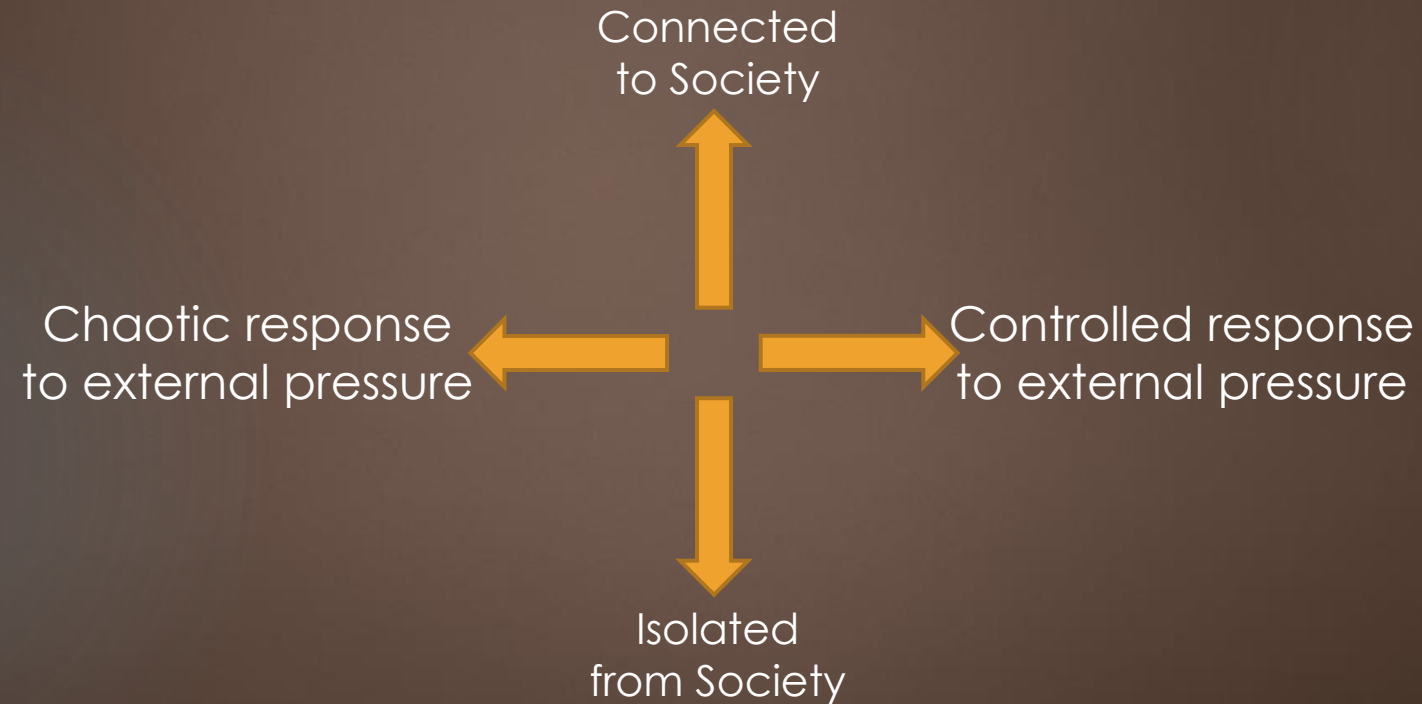 Connected
to Society
Chaotic response
to external pressure
Controlled response
to external pressure
Isolated
from Society